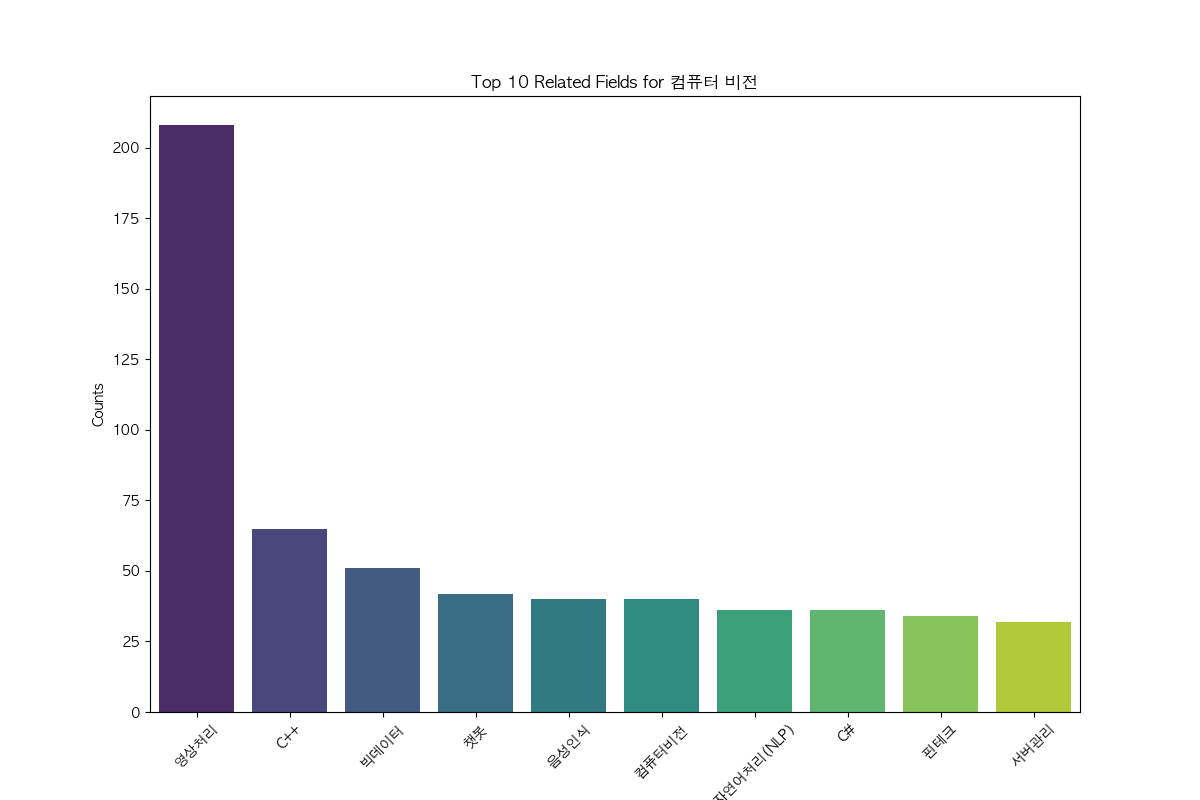 Top 10 Related Fields for 컴퓨터 비전
Counts
200
175
150
125
100
75
50
25
0
영상처리
C++
빅데이터
챗봇
음성인식
컴퓨터비전
자연어처리(NLP)
C#
핀테크
서버관리